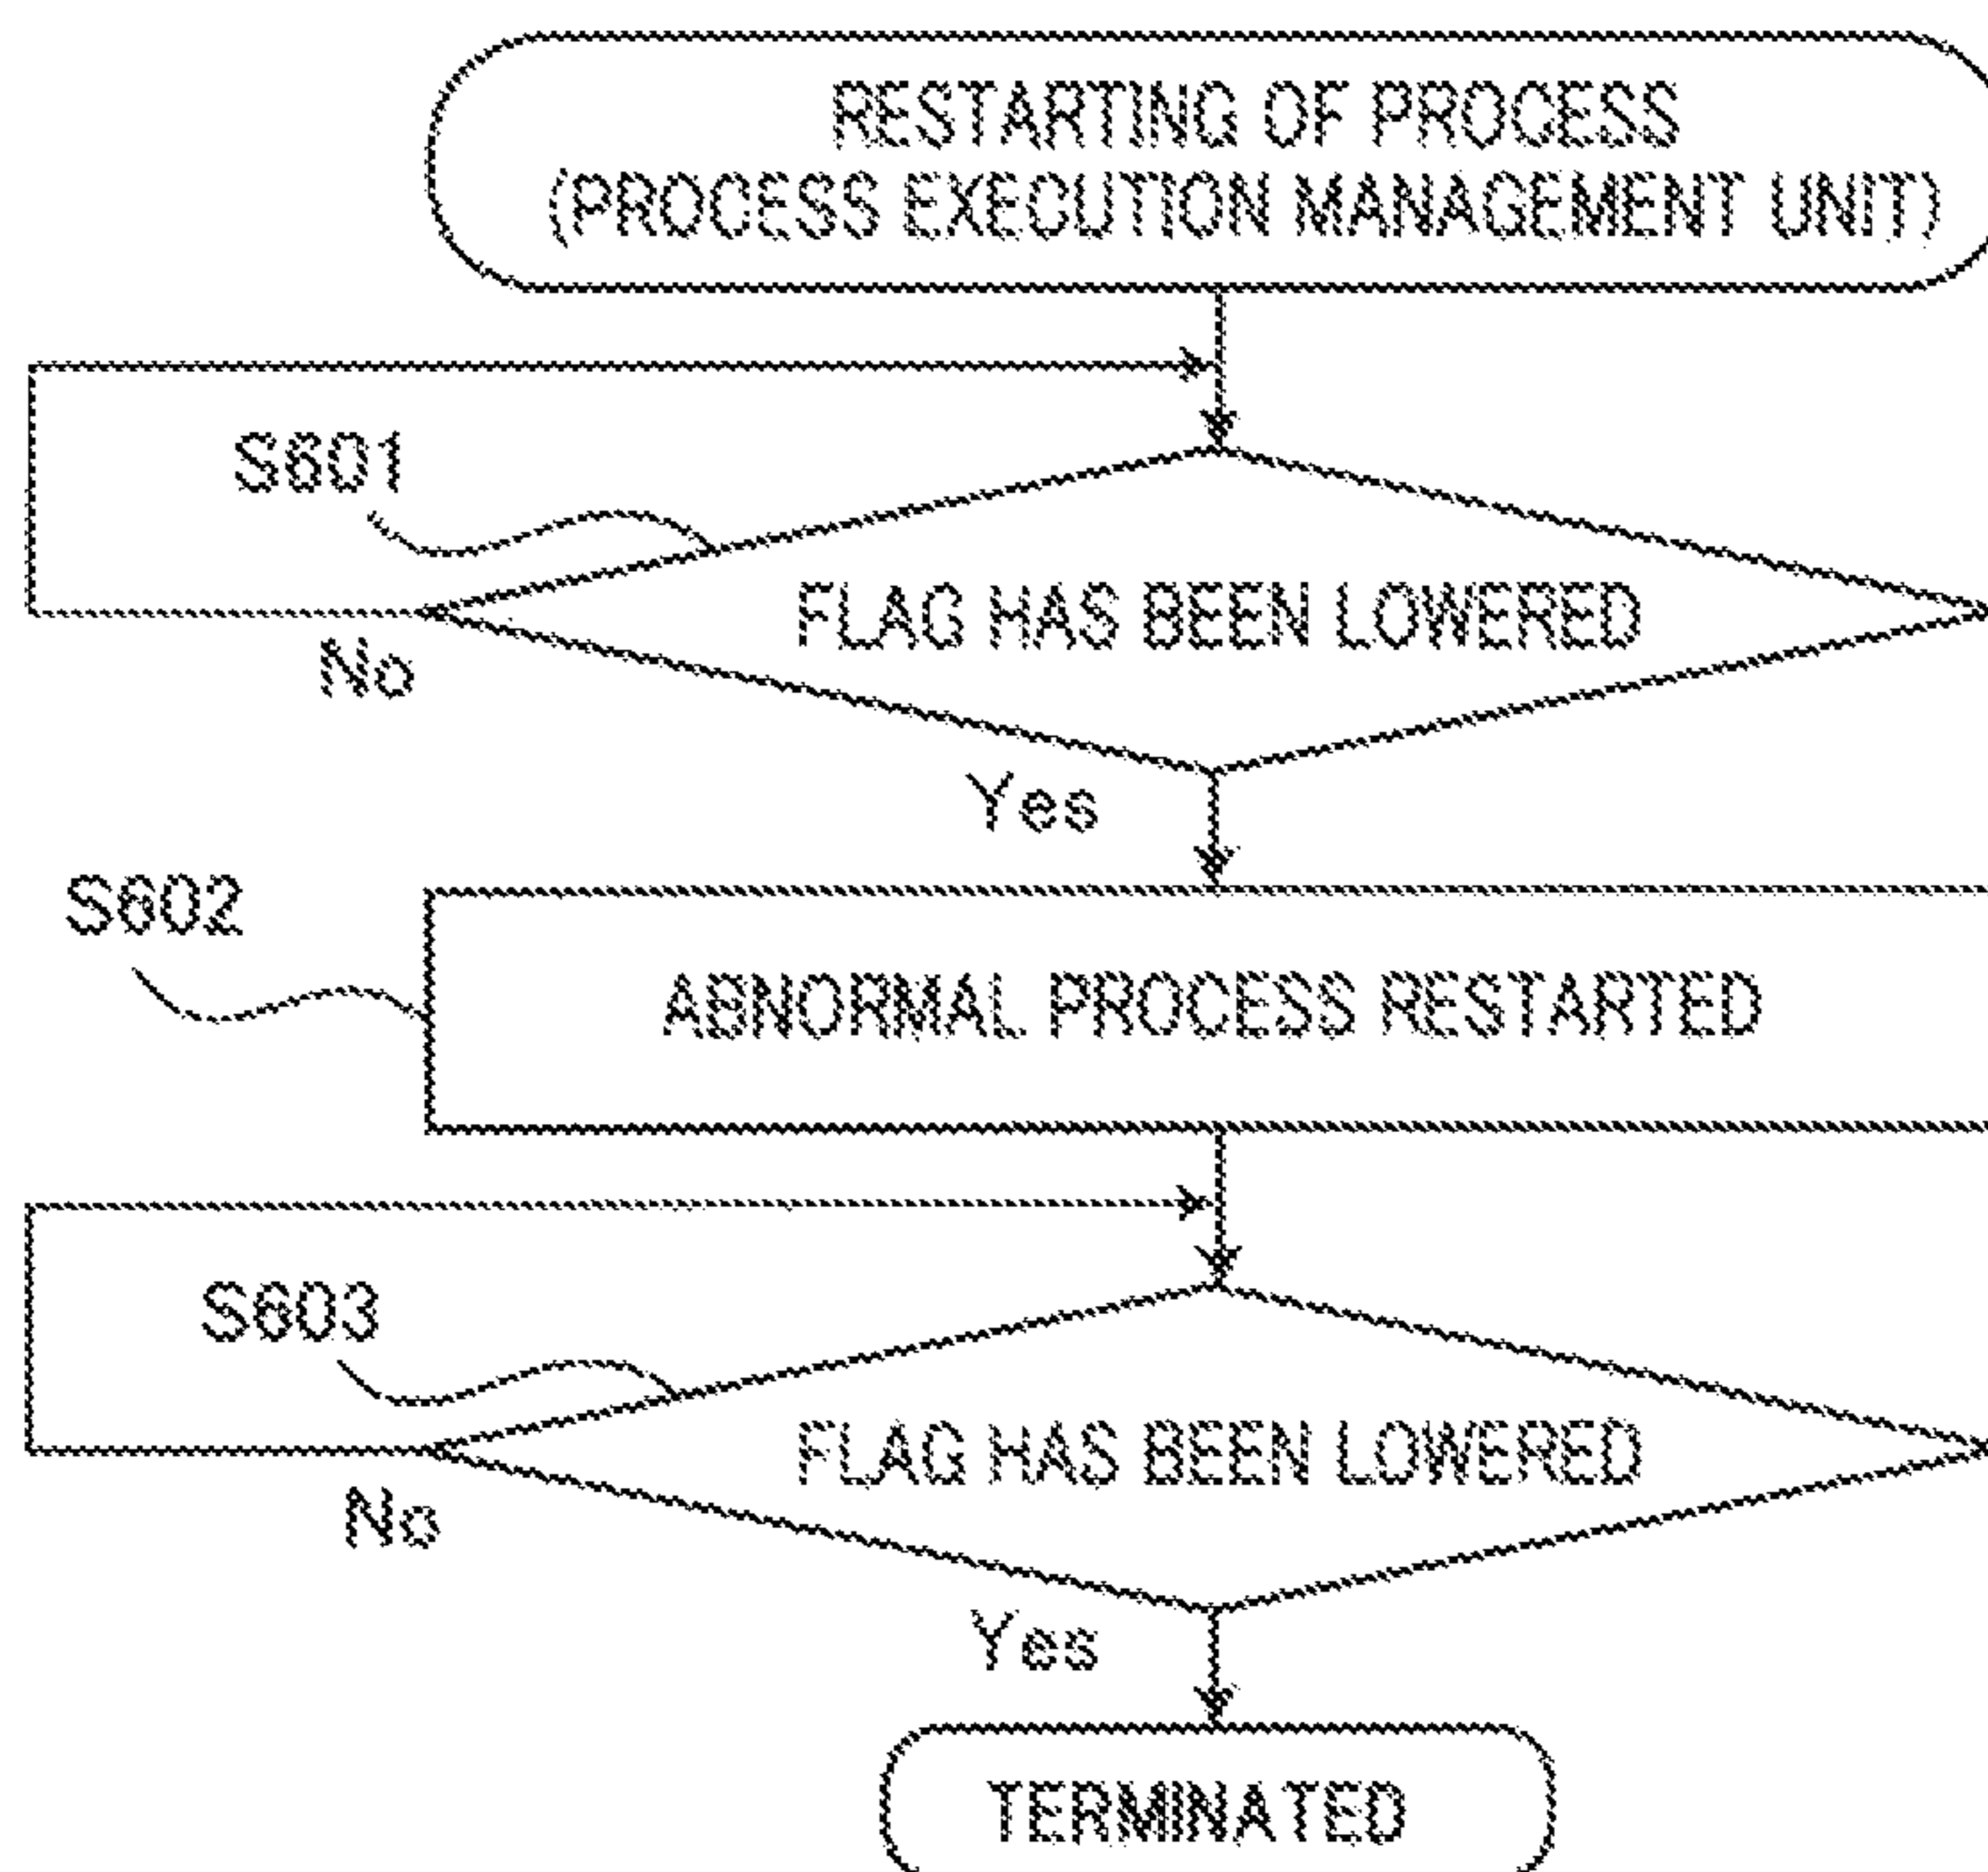 RESTARTING OF PROCESS
(PROCESS EXECUTION MANAGEMENT UNIT)
S601
FLAG HAS BEEN LOWERED
No
Yes
S602
ABNORMAL PROCESS RESTARTED
S603
FLAG HAS BEEN LOWERED
No
Yes
TERMINATED